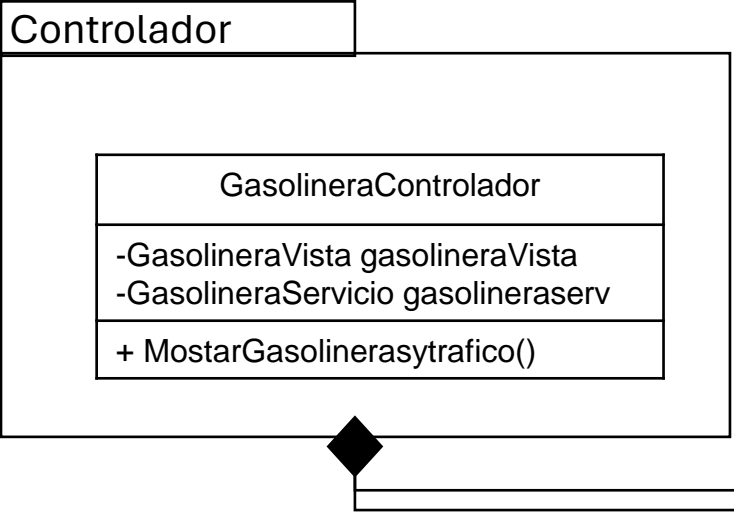 Controlador
GasolineraControlador
-GasolineraVista gasolineraVista
-GasolineraServicio gasolineraserv
+ MostarGasolinerasytrafico()